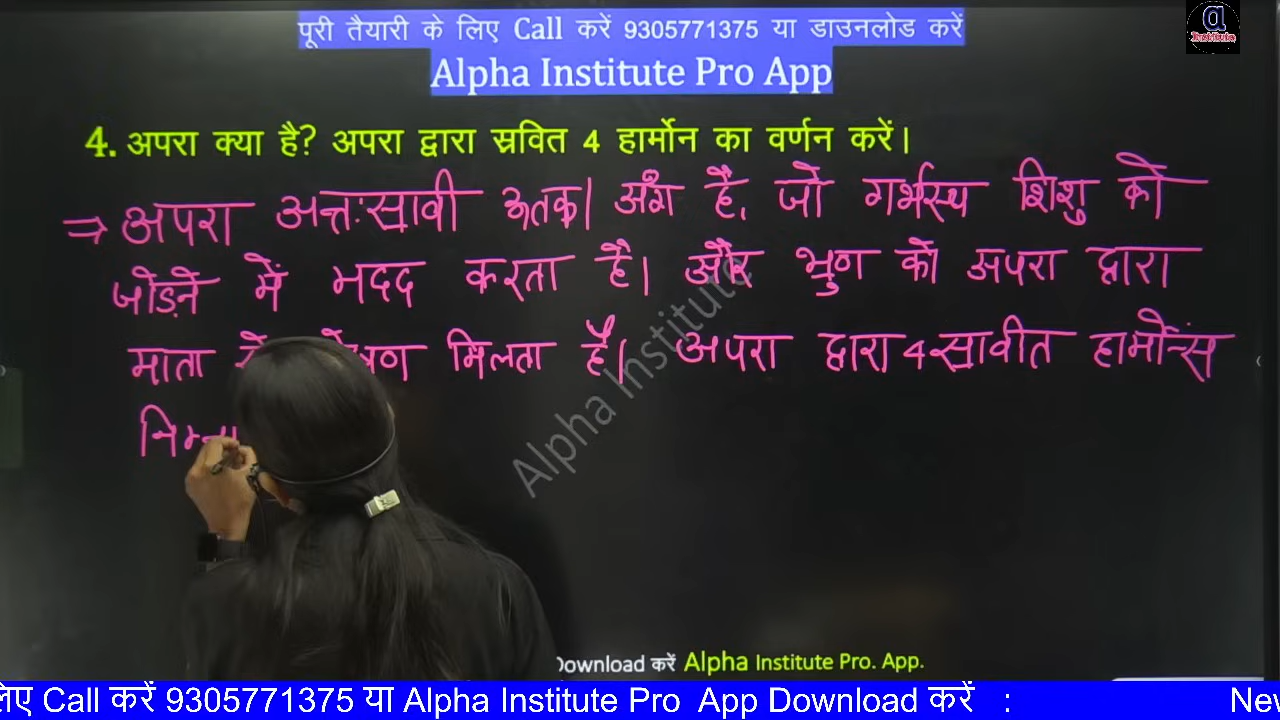 पूरी तैयारी के लिए Call करें 9305771375 या डाउनलोड करें
Alpha Institute Pro App
@
Institute
4. अपरा क्या है? अपरा द्वारा स्रवित 4 हार्मोन का वर्णन करें।
⇒ अपरा अन्तःस्रावी ऊतक। अंग है, जो गर्भस्थ शिशु को
जोड़ने में मदद करता है। और भ्रुण को अपरा द्वारा
माता मिलता है। अपरा द्वारा 4 स्रावीत हार्मोन्स
Alpha Institute
Download करें Alpha Institute Pro. App.
लिए Call करें 9305771375 या Alpha Institute Pro App Download करें : New